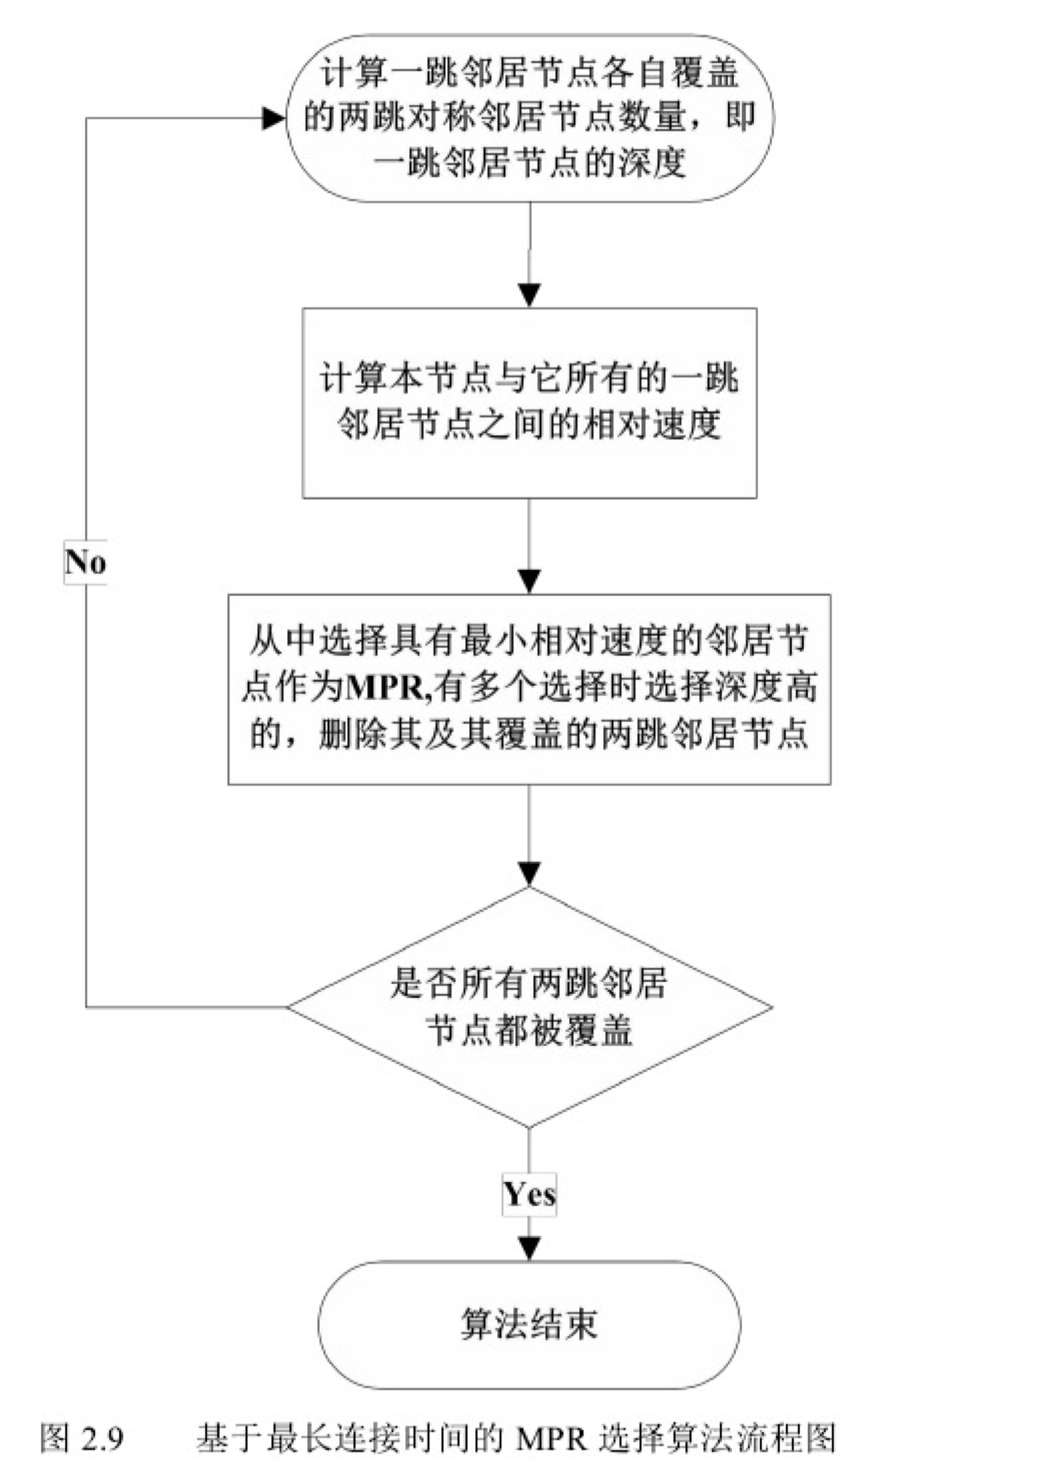 计算一跳邻居节点各自覆盖
的两跳对称邻居节点数量，即
一跳邻居节点的深度
计算本节点与它所有的一跳
邻居节点之间的相对速度
No
从中选择具有最小相对速度的邻居节
点作为MPR,有多个选择时选择深度高
的，删除其及其覆盖的两跳邻居节点
是否所有两跳邻居
节点都被覆盖
Yes
算法结束
图 2.9 基于最长连接时间的 MPR 选择算法流程图